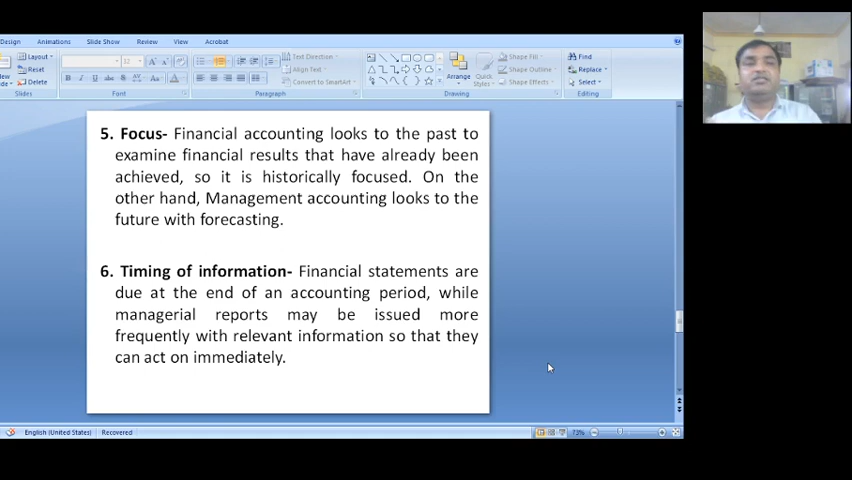 Design Animations Slide Show Review View Acrobat
Layout Text Direction Shape Fill Find
Reset Align Text Shape Outline Replace
Delete Convert to SmartArt Arrange Quick Styles Shape Effects Select
Slides Font Paragraph Drawing Editing
5. Focus- Financial accounting looks to the past to
examine financial results that have already been
achieved, so it is historically focused. On the
other hand, Management accounting looks to the
future with forecasting.
6. Timing of information- Financial statements are
due at the end of an accounting period, while
managerial reports may be issued more
frequently with relevant information so that they
can act on immediately.
English (United States) Recovered 73%